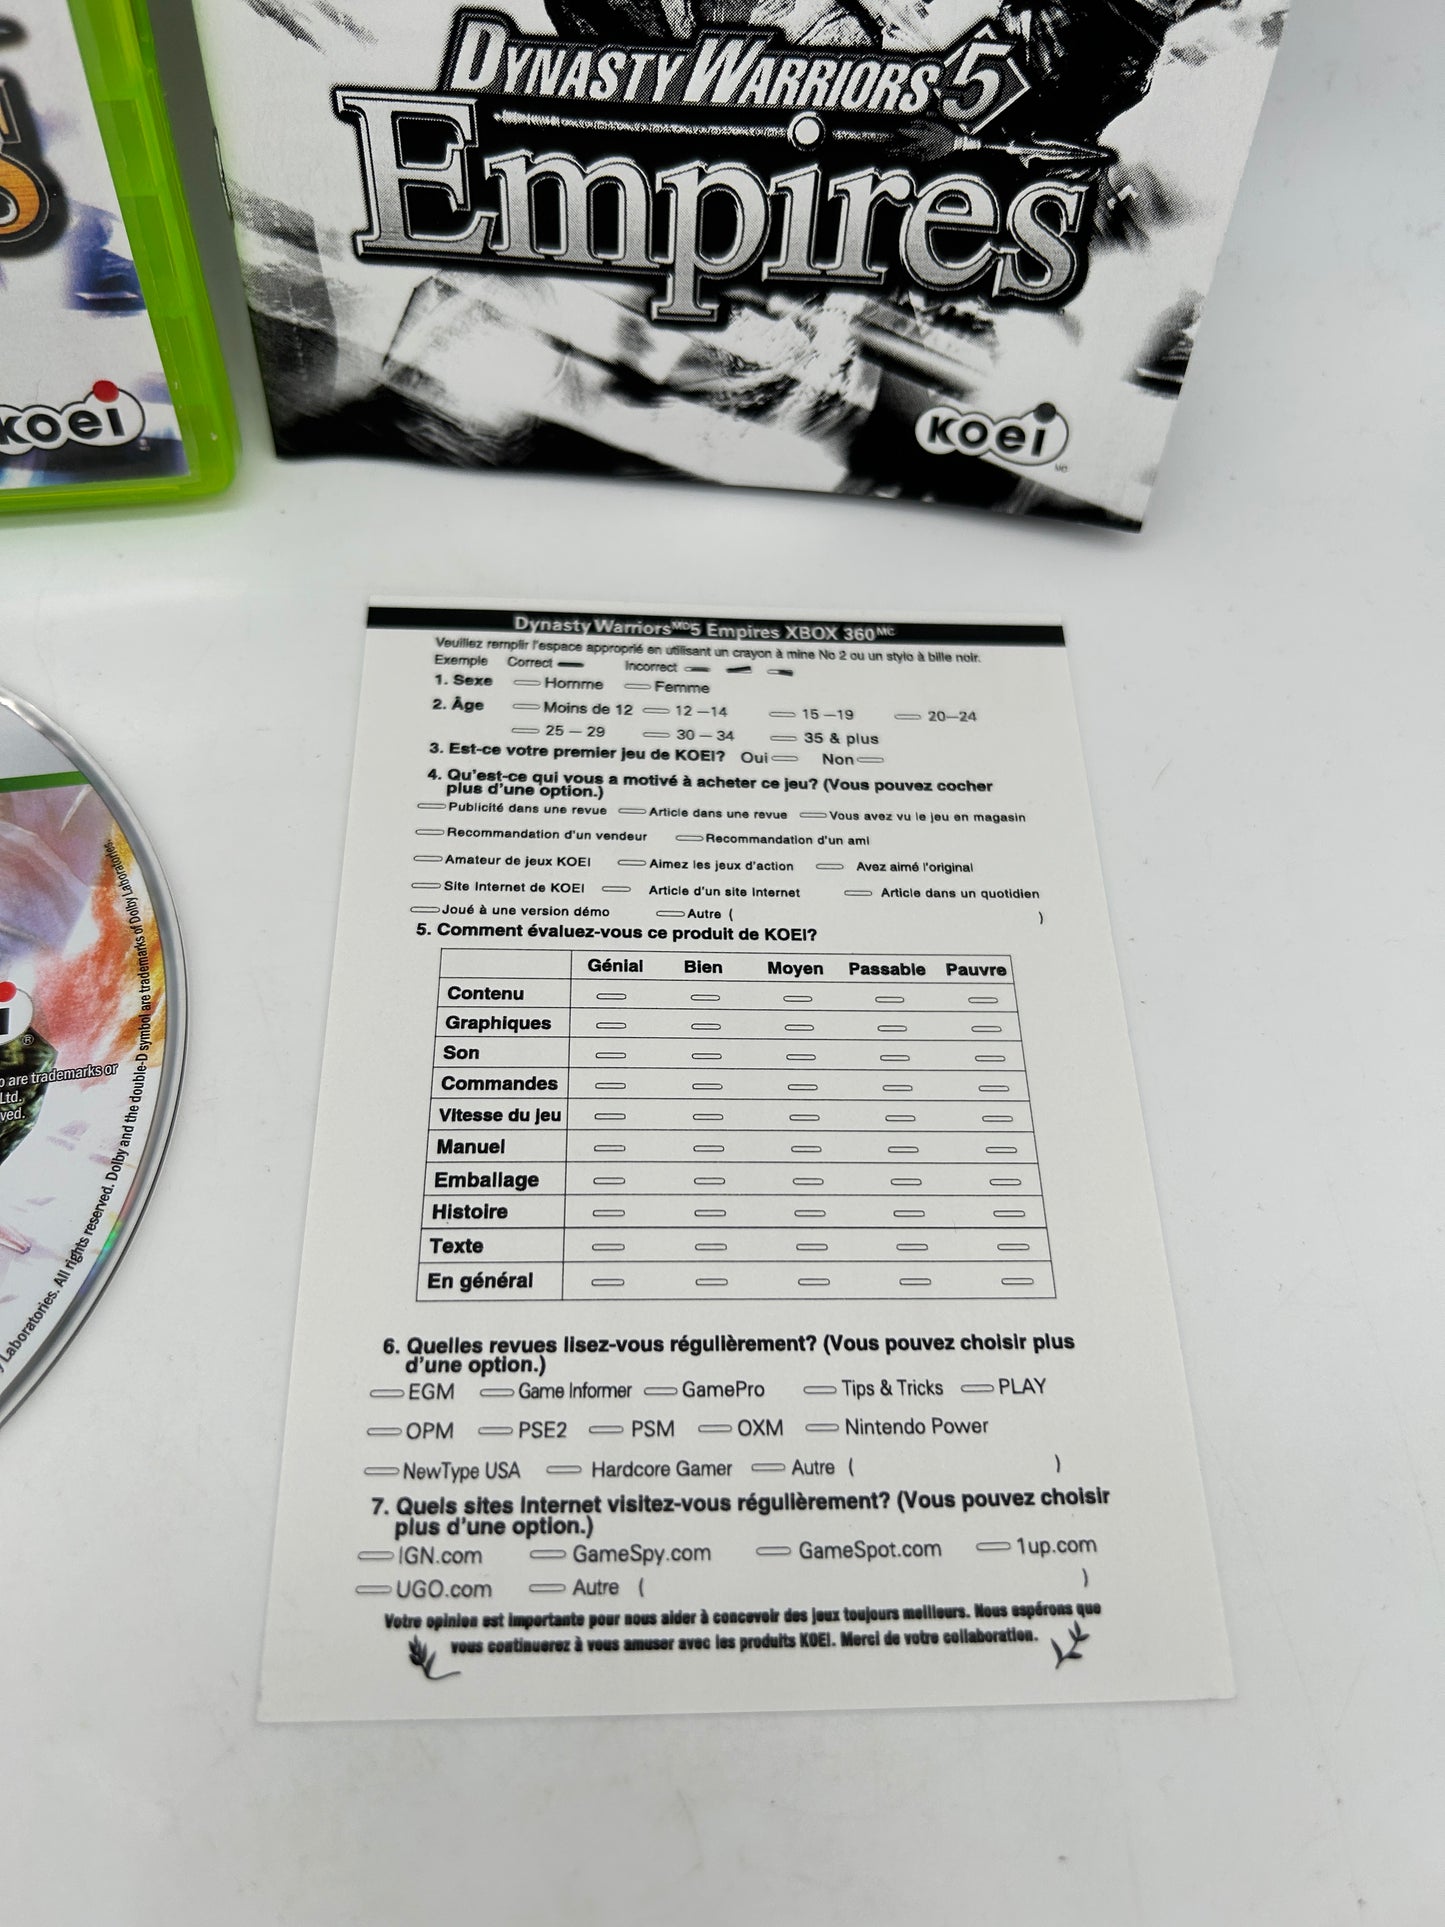 DYNASTY WARRIORS 5
Empires
KOEI
MC
KOEI
Dynasty WarriorsMD5 Empires XBOX 360MC
Veuillez remplir l'espace approprié en utilisant un crayon à mine No 2 ou un stylo à bille noir.
Exemple Correct Incorrect
1. Sexe Homme Femme
2. Âge Moins de 12 12 – 14 15 – 19 20 – 24
25 – 29 30 – 34 35 & plus
3. Est-ce votre premier jeu de KOEI? Oui Non
4. Qu'est-ce qui vous a motivé à acheter ce jeu? (Vous pouvez cocher
plus d'une option.)
Publicité dans une revue Article dans une revue Vous avez vu le jeu en magasin
Recommandation d'un vendeur Recommandation d'un ami
Amateur de jeux KOEI Aimez les jeux d'action Avez aimé l'original
Site Internet de KOEI Article d'un site Internet Article dans un quotidien
Joué à une version démo Autre ( )
5. Comment évaluez-vous ce produit de KOEI?
Génial Bien Moyen Passable Pauvre
Contenu
Graphiques
Son
Commandes
Vitesse du jeu
Manuel
Emballage
Histoire
Texte
En général
6. Quelles revues lisez-vous régulièrement? (Vous pouvez choisir plus
d'une option.)
EGM Game Informer GamePro Tips & Tricks PLAY
OPM PSE2 PSM OXM Nintendo Power
NewType USA Hardcore Gamer Autre ( )
7. Quels sites Internet visitez-vous régulièrement? (Vous pouvez choisir
plus d'une option.)
IGN.com GameSpy.com GameSpot.com 1up.com
UGO.com Autre ( )
Votre opinion est importante pour nous aider à concevoir des jeux toujours meilleurs. Nous espérons que
vous continuerez à vous amuser avec les produits KOEI. Merci de votre collaboration.
®
are trademarks or
Ltd.
Laboratories. All rights reserved. Dolby and the double-D symbol are trademarks of Dolby Laboratories.